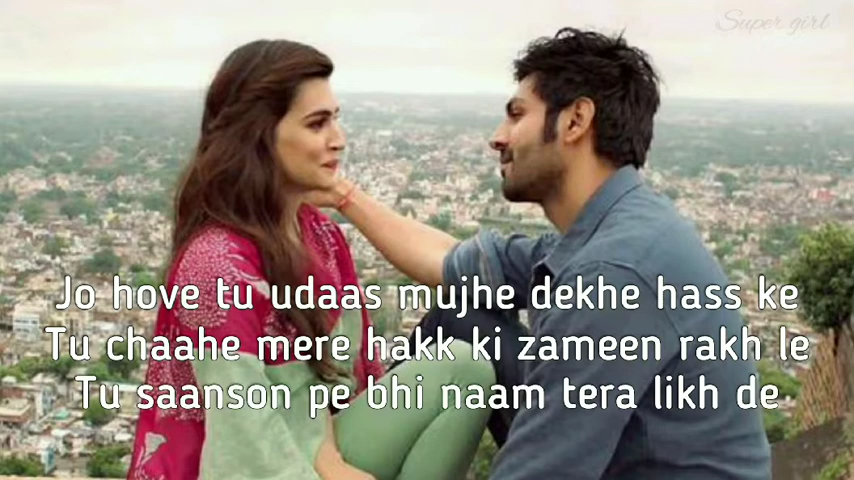 Super girl
Jo hove tu udaas mujhe dekhe hass ke
Tu chaahe mere hakk ki zameen rakh le
Tu saanson pe bhi naam tera likh de